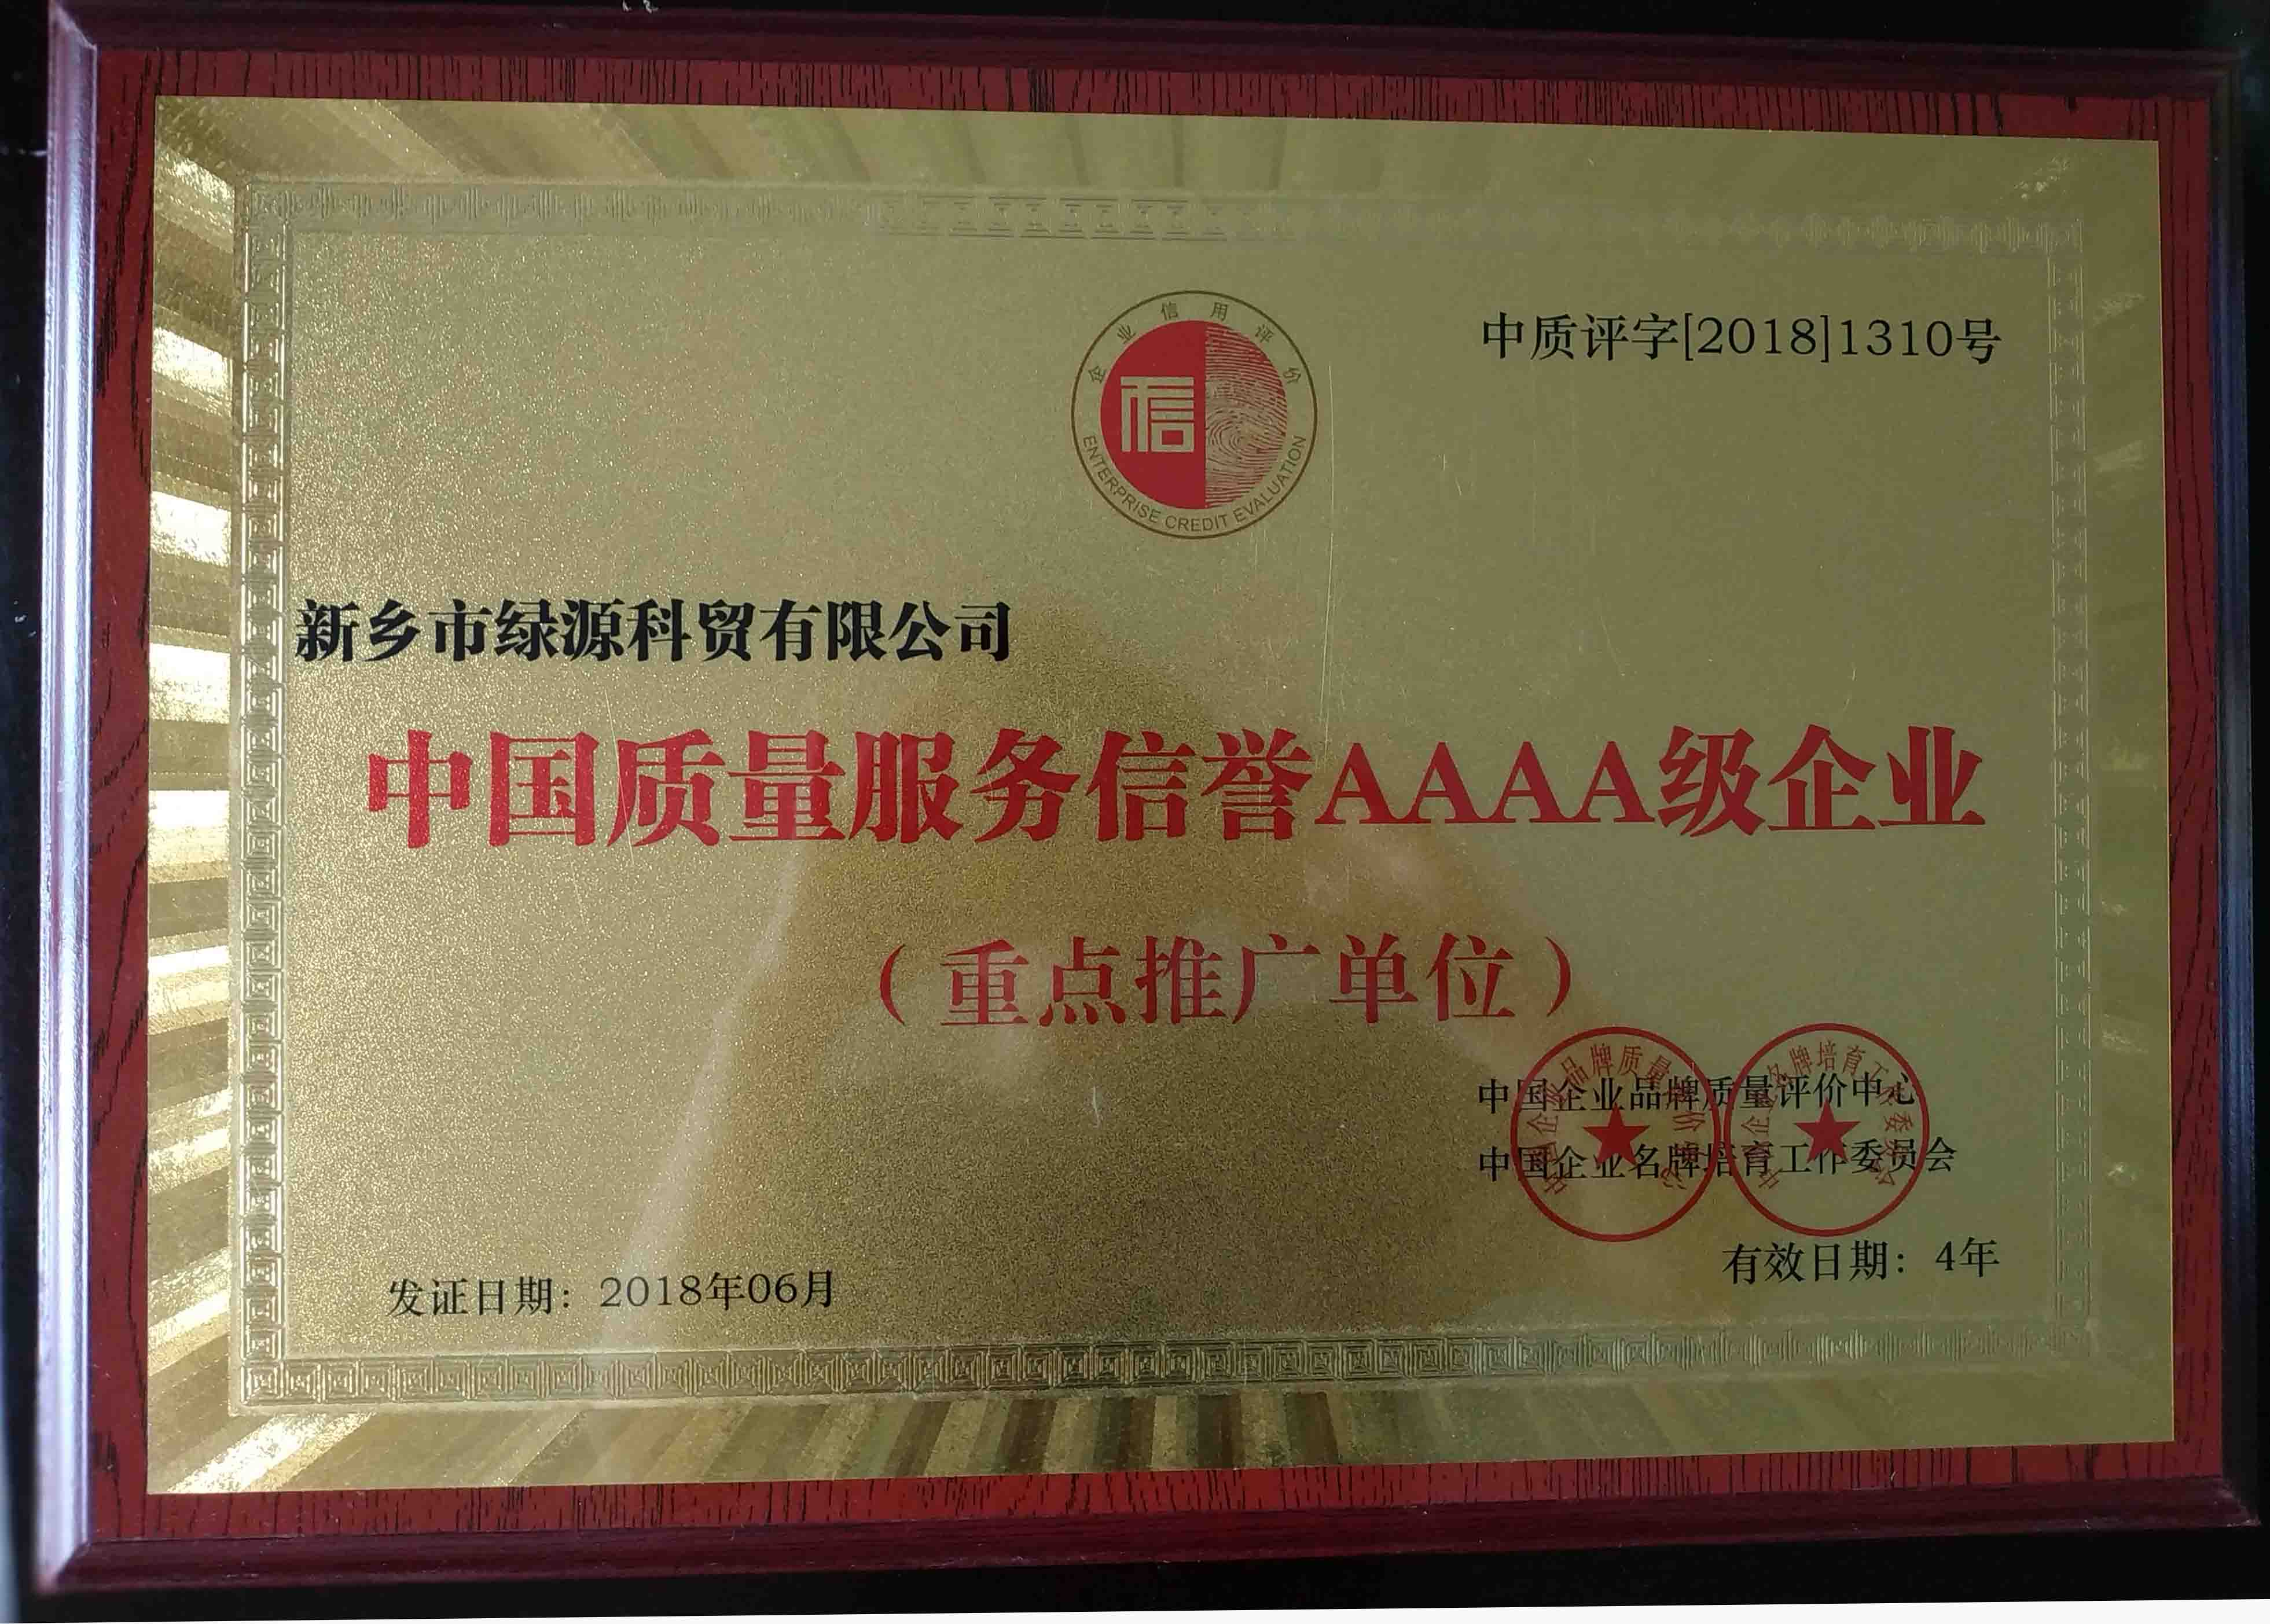 企业信用评价
信
ENTERPRISE CREDIT EVALUATION
中质评字[2018]1310号
新乡市绿源科贸有限公司
中国质量服务信誉AAAA级企业
（重点推广单位）
中国企业品牌质量评价中心
中国企业名牌培育工作委员会
有效日期：4年
发证日期：2018年06月